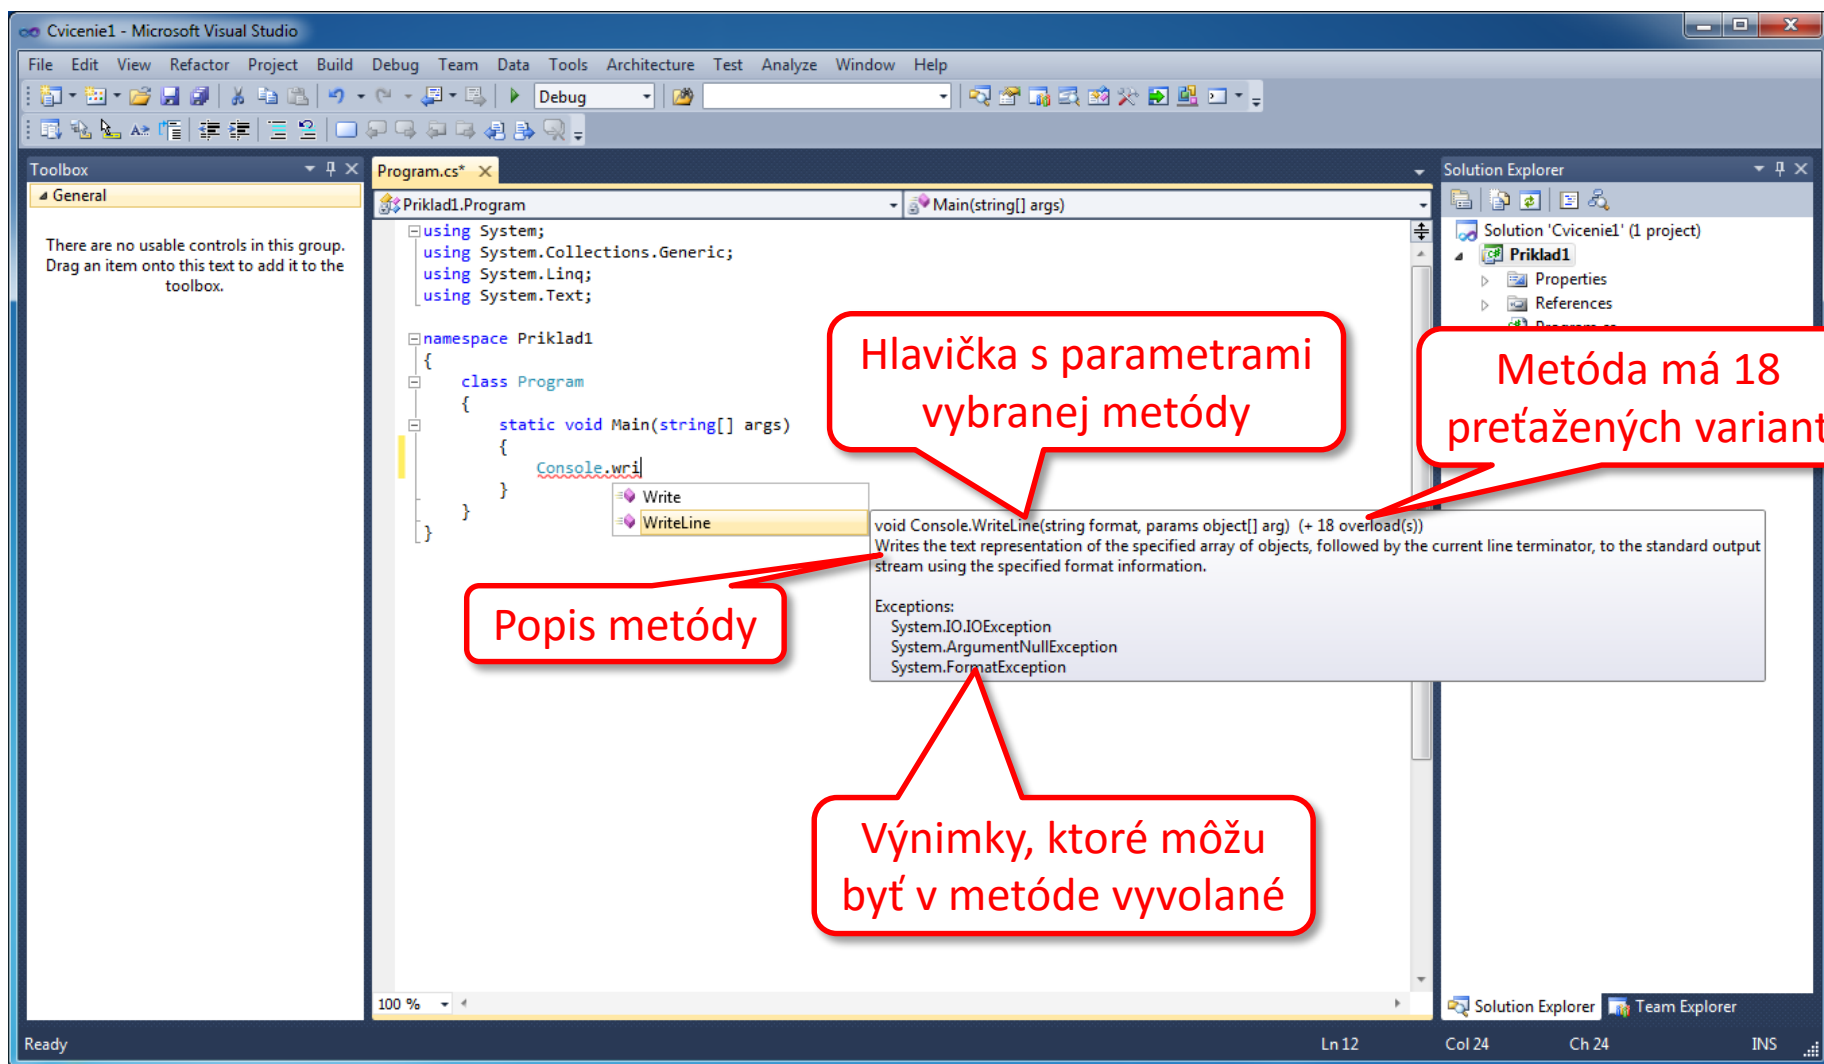 Cvicenie1 - Microsoft Visual Studio
File Edit View Refactor Project Build Debug Team Data Tools Architecture Test Analyze Window Help
Debug
Toolbox
General
There are no usable controls in this group.
Drag an item onto this text to add it to the
toolbox.
Program.cs*
Priklad1.Program
Main(string[] args)
using System;
using System.Collections.Generic;
using System.Linq;
using System.Text;
namespace Priklad1
{
class Program
{
static void Main(string[] args)
{
Console.wri
}
}
}
Write
WriteLine
void Console.WriteLine(string format, params object[] arg) (+ 18 overload(s))
Writes the text representation of the specified array of objects, followed by the current line terminator, to the standard output
stream using the specified format information.
Exceptions:
System.IO.IOException
System.ArgumentNullException
System.FormatException
Hlavička s parametrami
vybranej metódy
Metóda má 18
preťažených variant
Popis metódy
Výnimky, ktoré môžu
byť v metóde vyvolané
Solution Explorer
Solution 'Cvicenie1' (1 project)
Priklad1
Properties
References
100 %
Solution Explorer Team Explorer
Ready
Ln 12 Col 24 Ch 24 INS